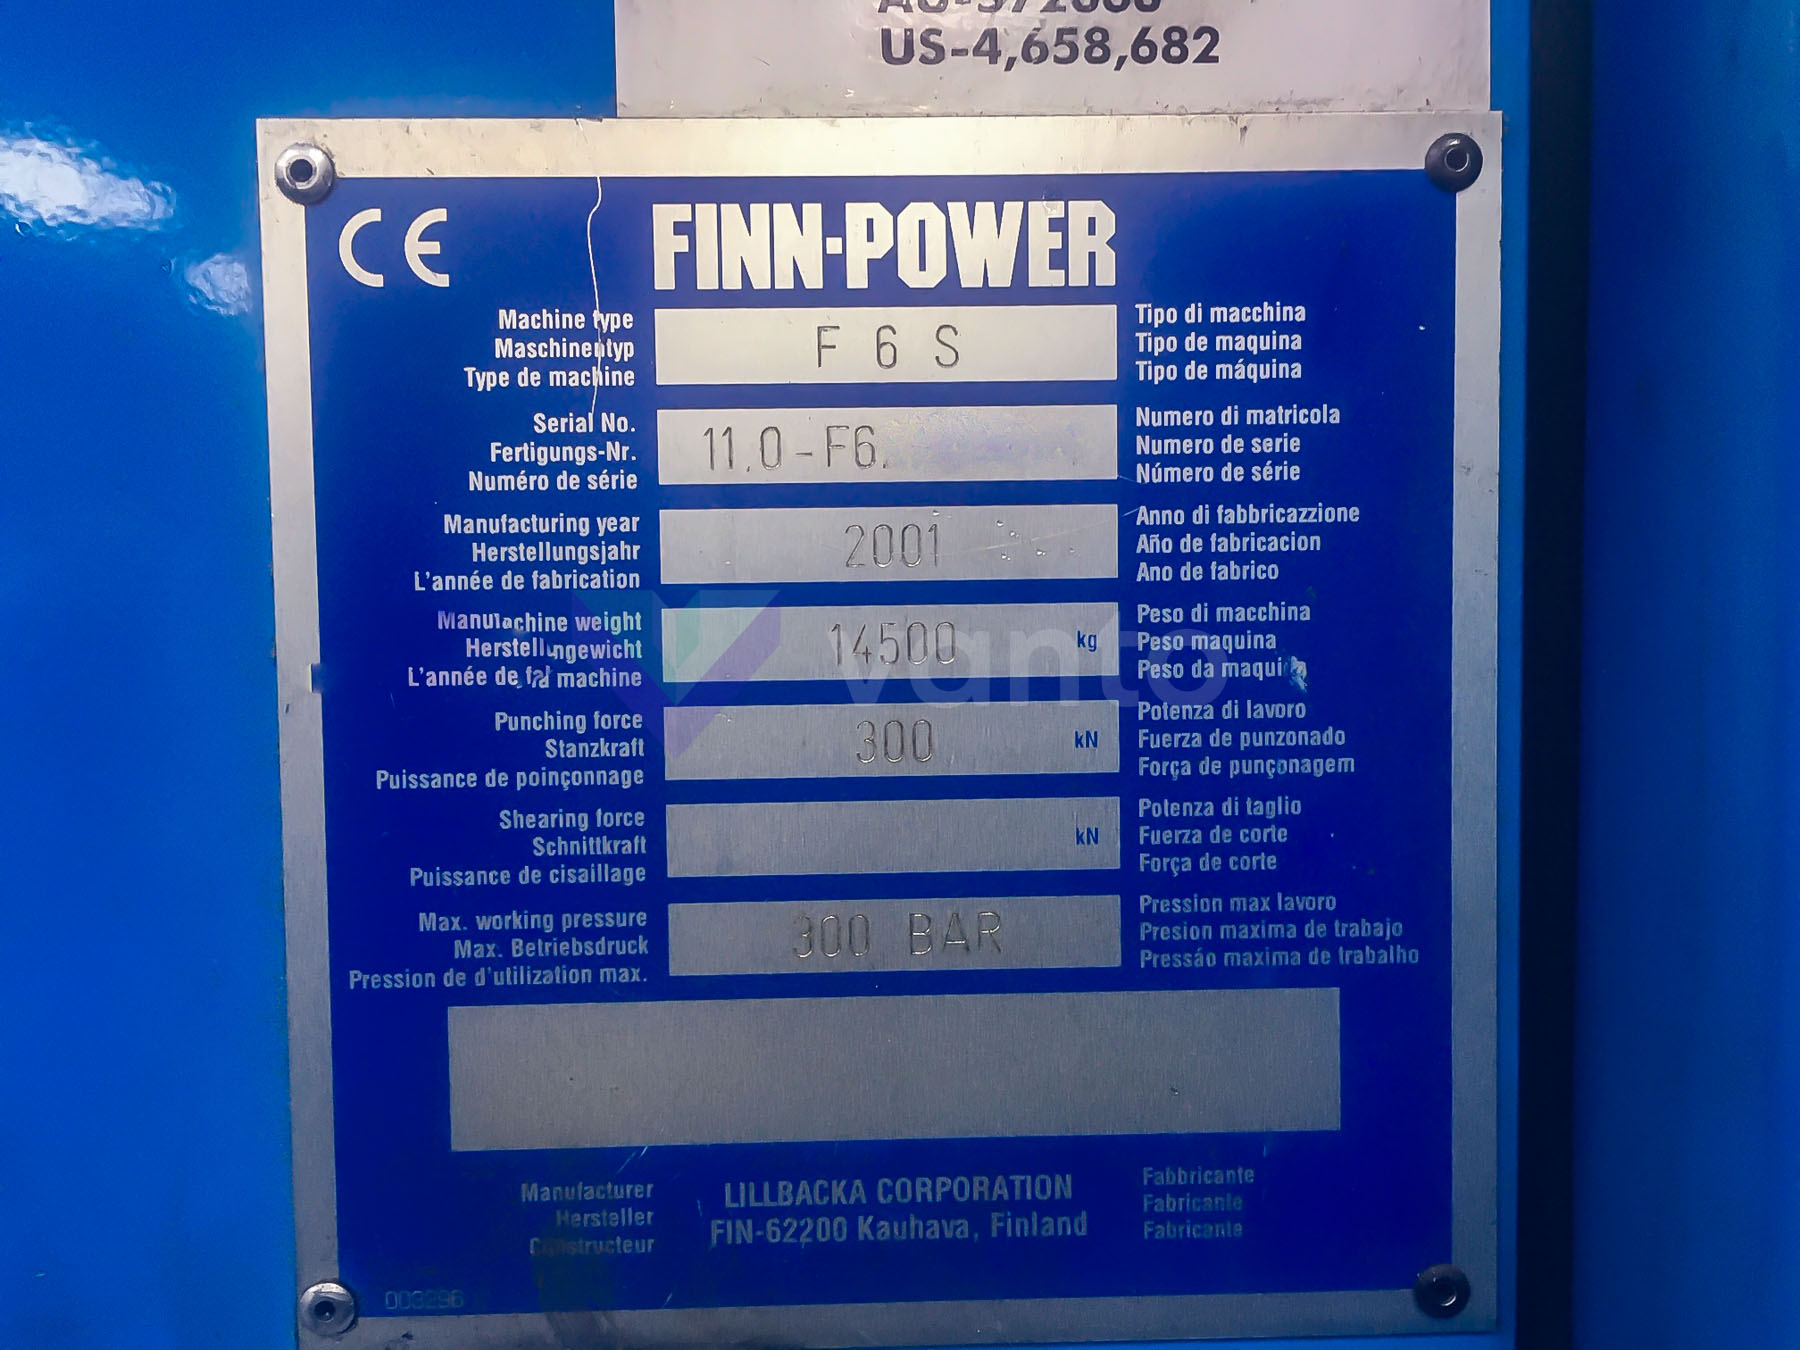 US-4,658,682
CE FINN-POWER
Machine type
Maschinentyp
Type de machine
F 6 S
Tipo di macchina
Tipo de maquina
Tipo de máquina
Serial No.
Fertigungs-Nr.
Numéro de série
11.0-F6.
Numero di matricola
Numero de serie
Número de série
Manufacturing year
Herstellungsjahr
L'année de fabrication
2001
Anno di fabbricazzione
Año de fabricacion
Ano de fabrico
weight
machine
14500 kg
Peso di macchina
Peso maquina
Peso da
vanto
Punching force
Stanzkraft
Puissance de poinçonnage
300 kN
Potenza di lavoro
Fuerza de punzonado
Força de punçonagem
Shearing force
Schnittkraft
Puissance de cisaillage
kN
Potenza di taglio
Fuerza de corte
Força de corte
Max. working pressure
Max. Betriebsdruck
Pression de d'utilization max.
300 BAR
Pression max lavoro
Presion maxima de trabajo
Pressáo maxima de trabalho
Manufacturer
Hersteller
LILLBACKA CORPORATION
FIN-62200 Kauhava, Finland
Fabbricante
Fabricante
Fabricante